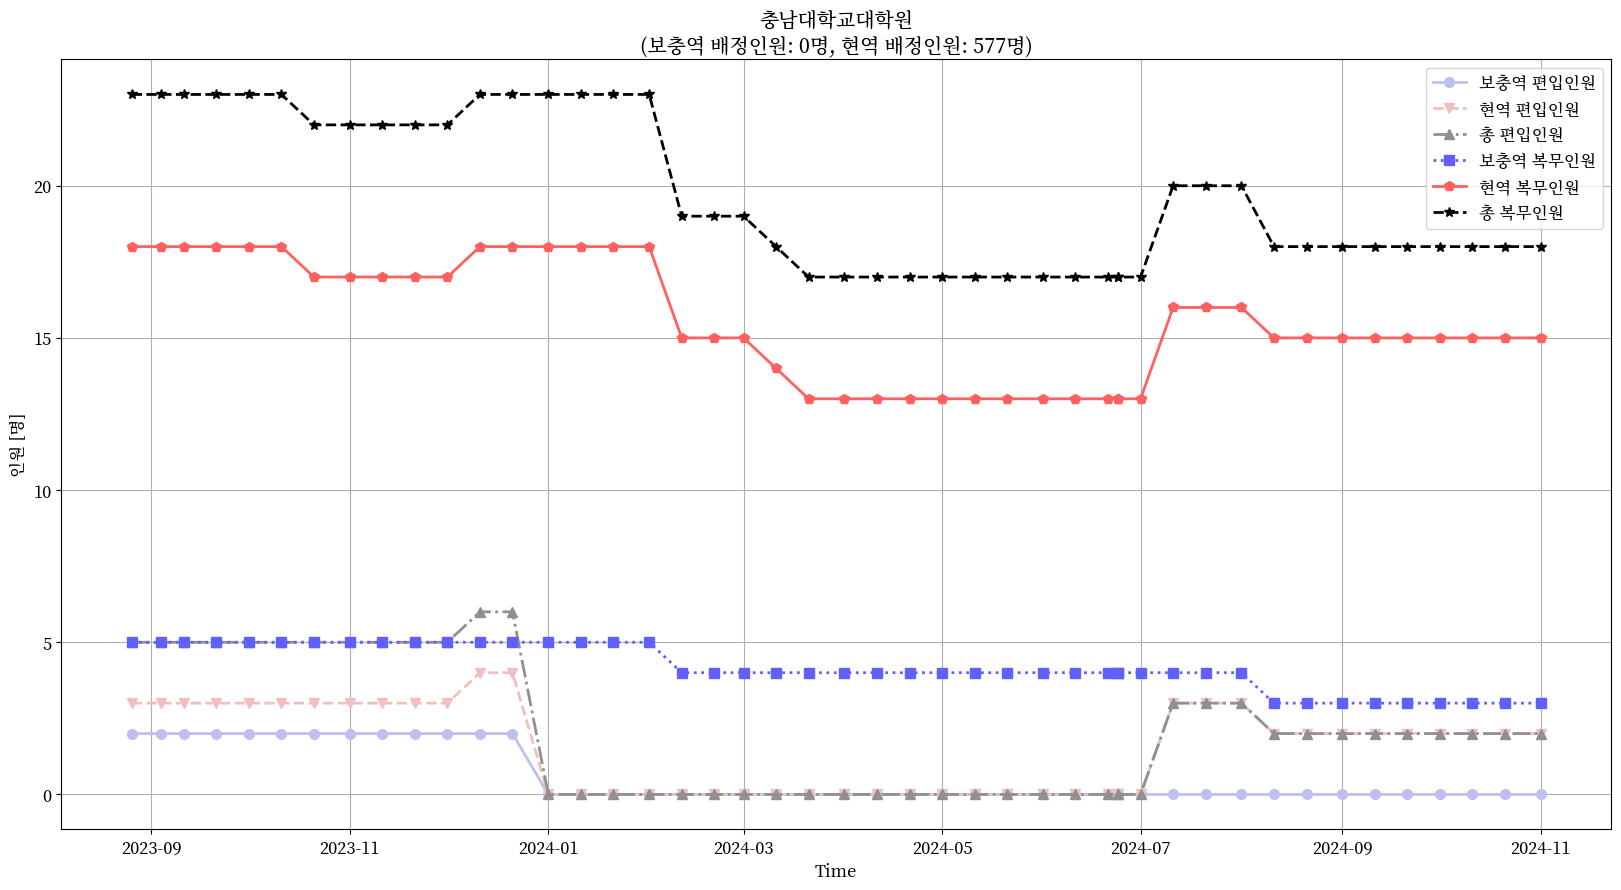 충남대학교대학원
(보충역 배정인원: 0명, 현역 배정인원: 577명)
보충역 편입인원
현역 편입인원
총 편입인원
보충역 복무인원
현역 복무인원
총 복무인원
인원 [명]
20
15
10
5
0
2023-09
2023-11
2024-01
2024-03
2024-05
2024-07
2024-09
2024-11
Time